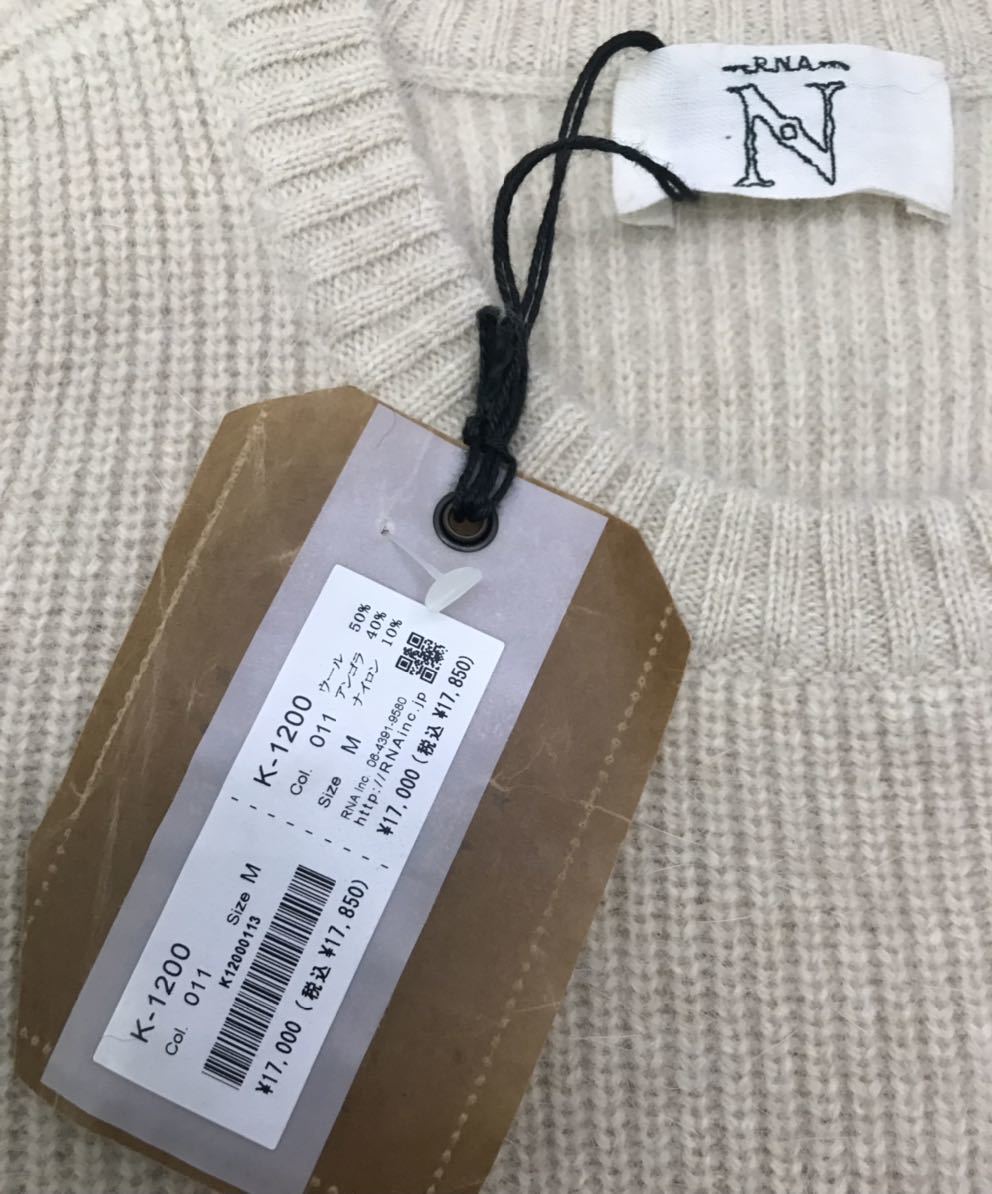 RNA
N
K-1200
Col. 011
Size M
ウール 50%
アンゴラ 40%
ナイロン 10%
RNA Inc. 06-4391-9580
http://RNAinc.jp
¥17,000 (税込 ¥17,850)
K-1200
Col. 011 Size M
K12000113
¥17,000 (税込 ¥17,850)